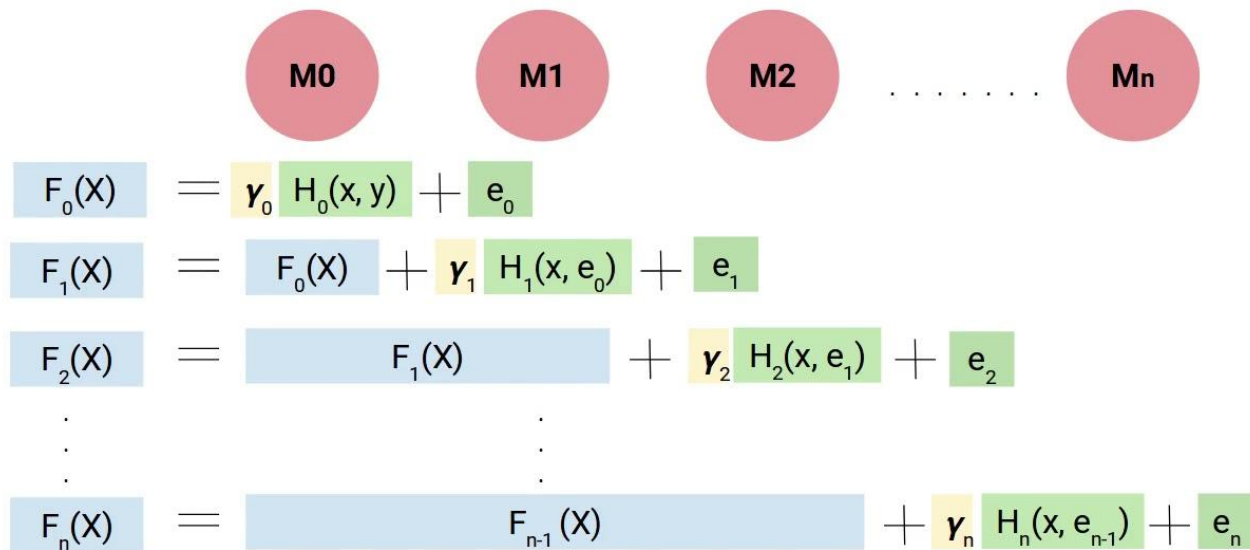 M0 M1 M2 . . . . . . . Mn
F₀(X) = γ₀ H₀(x, y) + e₀
F₁(X) = F₀(X) + γ₁ H₁(x, e₀) + e₁
F₂(X) = F₁(X) + γ₂ H₂(x, e₁) + e₂
. .
. .
. .
Fₙ(X) = Fₙ₋₁(X) + γₙ Hₙ(x, eₙ₋₁) + eₙ